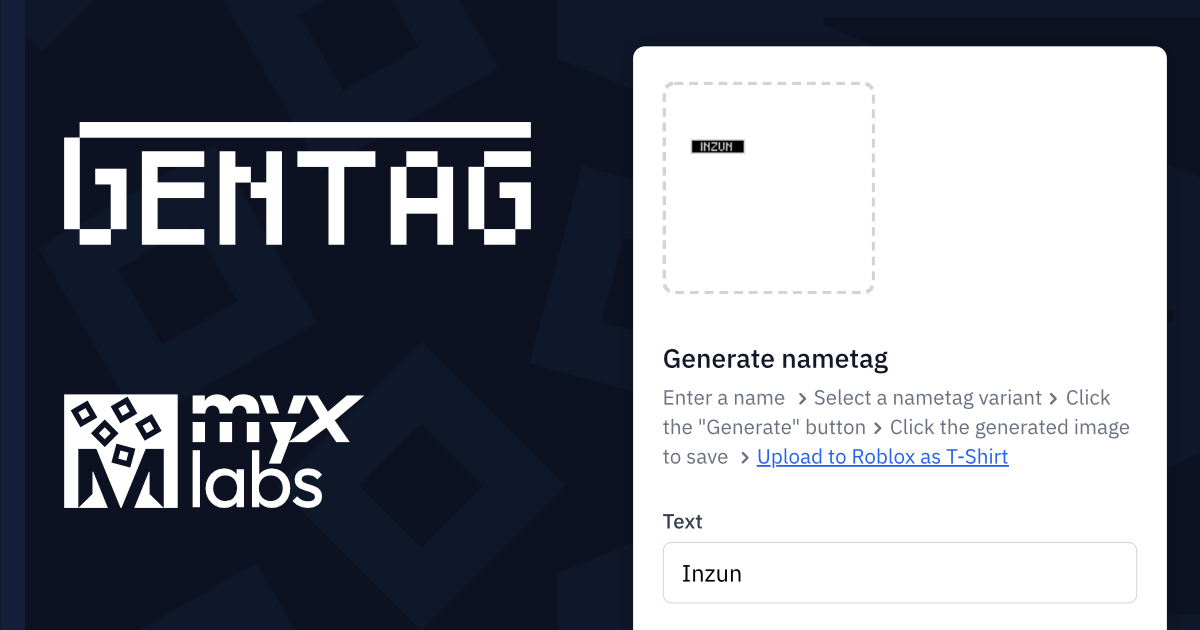 GENTAG
myx
labs
INZUN
Generate nametag
Enter a name > Select a nametag variant > Click
the "Generate" button > Click the generated image
to save > Upload to Roblox as T-Shirt
Text
Inzun